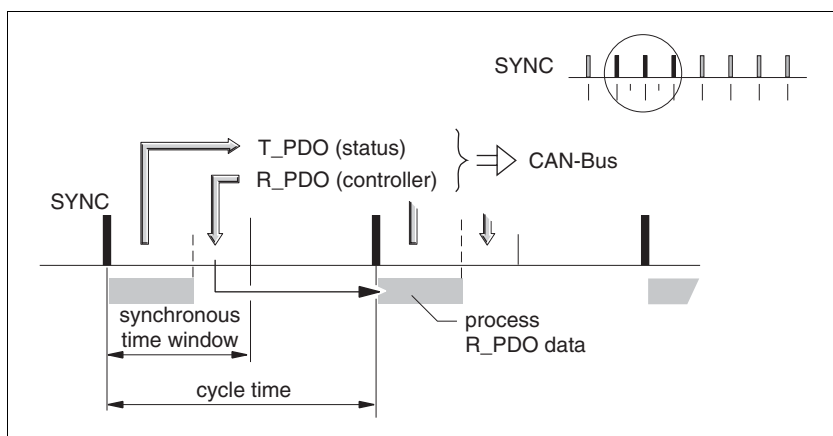 SYNC
T_PDO (status)
R_PDO (controller)
CAN-Bus
SYNC
synchronous
time window
process
R_PDO data
cycle time